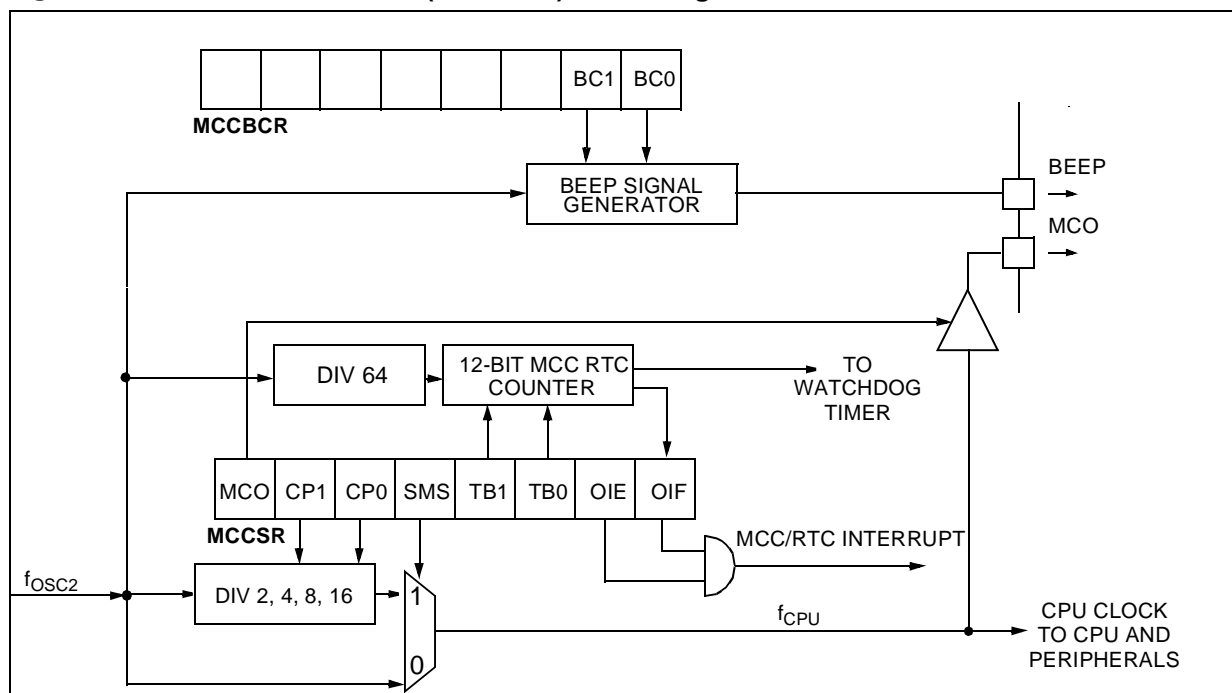 BC1 BC0
MCCBCR
BEEP SIGNAL
GENERATOR
BEEP
MCO
DIV 64
12-BIT MCC RTC
COUNTER
TO
WATCHDOG
TIMER
MCO CP1 CP0 SMS TB1 TB0 OIE OIF
MCCSR
MCC/RTC INTERRUPT
fOSC2
DIV 2, 4, 8, 16
1
0
fCPU
CPU CLOCK
TO CPU AND
PERIPHERALS